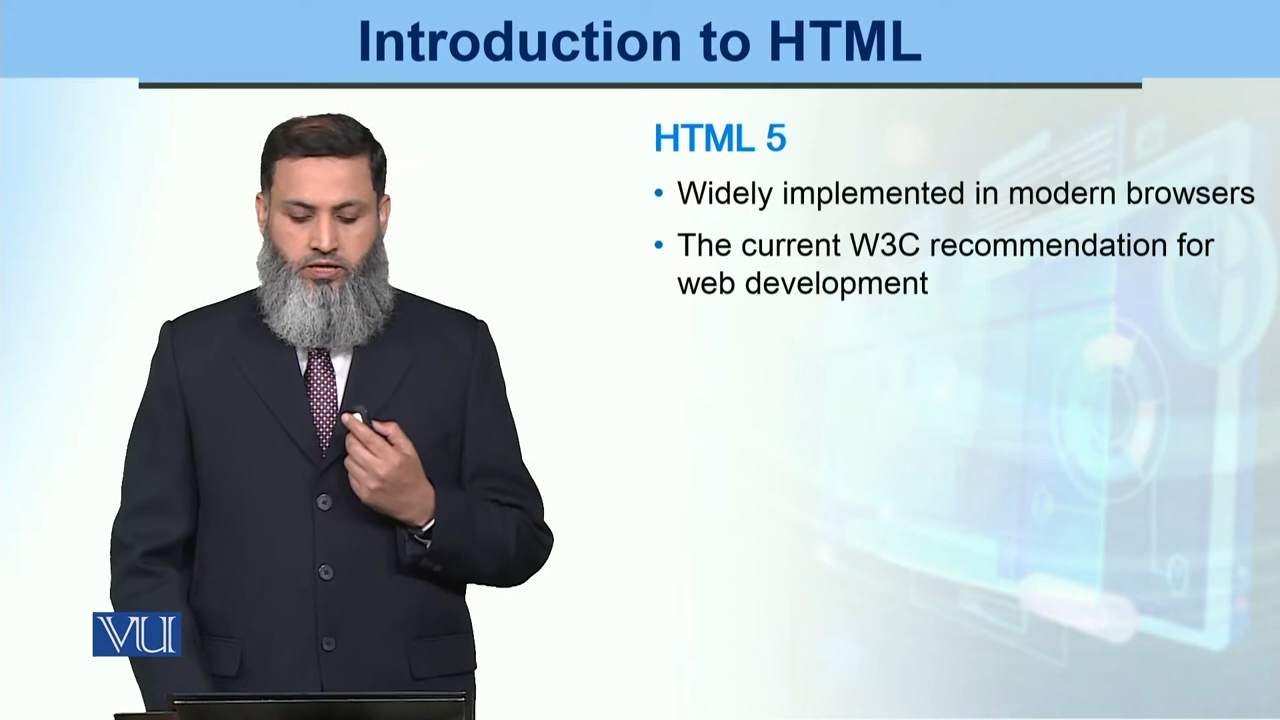 Introduction to HTML
HTML 5
• Widely implemented in modern browsers
• The current W3C recommendation for
web development
VU